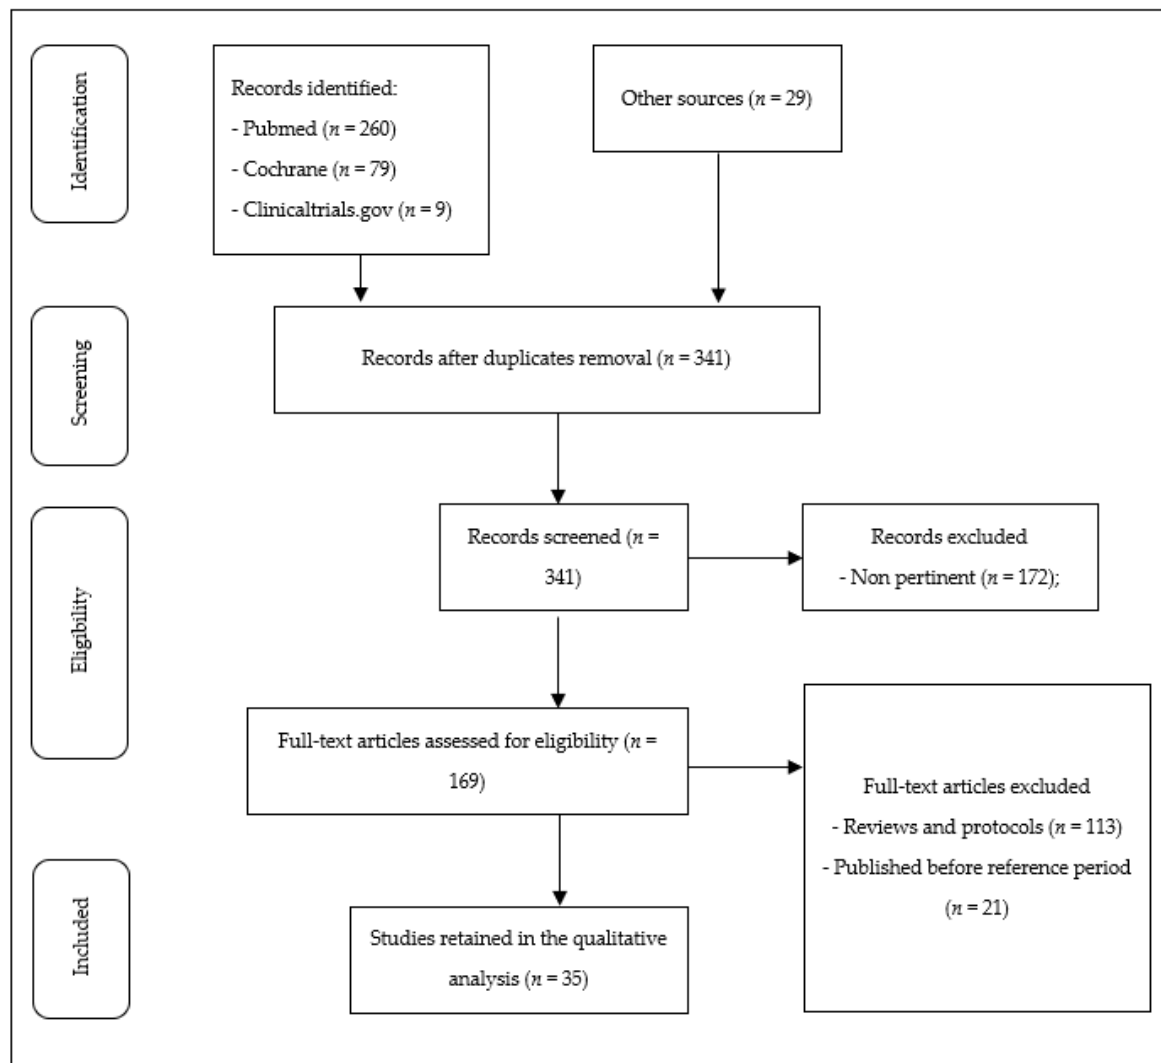 Identification
Records identified:
- Pubmed (n = 260)
- Cochrane (n = 79)
- Clinicaltrials.gov (n = 9)
Other sources (n = 29)
Screening
Records after duplicates removal (n = 341)
Eligibility
Records screened (n =
341)
Records excluded
- Non pertinent (n = 172);
Full-text articles assessed for eligibility (n =
169)
Full-text articles excluded
- Reviews and protocols (n = 113)
- Published before reference period
(n = 21)
Included
Studies retained in the qualitative
analysis (n = 35)